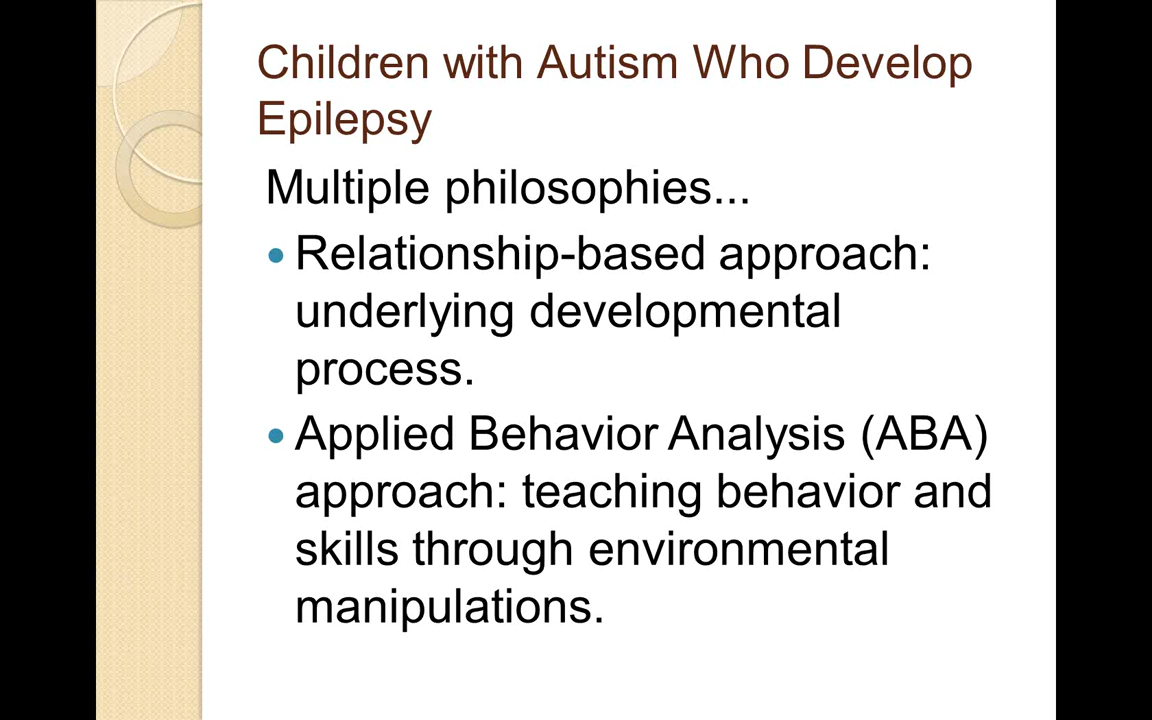 Children with Autism Who Develop
Epilepsy
Multiple philosophies...
• Relationship-based approach:
underlying developmental
process.
• Applied Behavior Analysis (ABA)
approach: teaching behavior and
skills through environmental
manipulations.